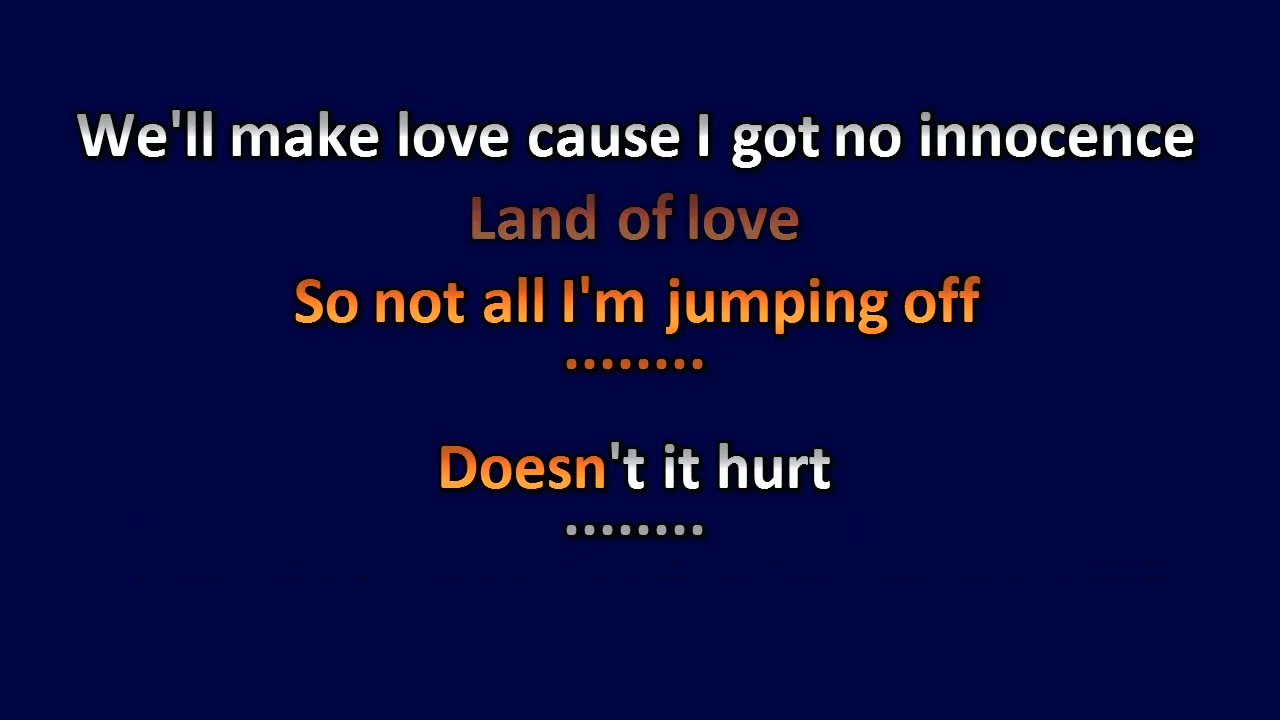 We'll make love cause I got no innocence
Land of love
So not all I'm jumping off
........
Doesn't it hurt
........